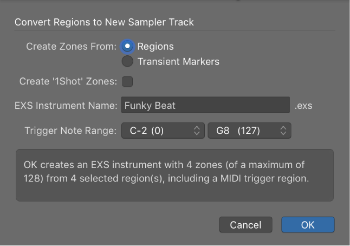 Convert Regions to New Sampler Track
Create Zones From: Regions
Transient Markers
Create '1Shot' Zones:
EXS Instrument Name: Funky Beat .exs
Trigger Note Range: C-2 (0) G8 (127)
OK creates an EXS instrument with 4 zones (of a maximum of
128) from 4 selected region(s), including a MIDI trigger region.
Cancel OK